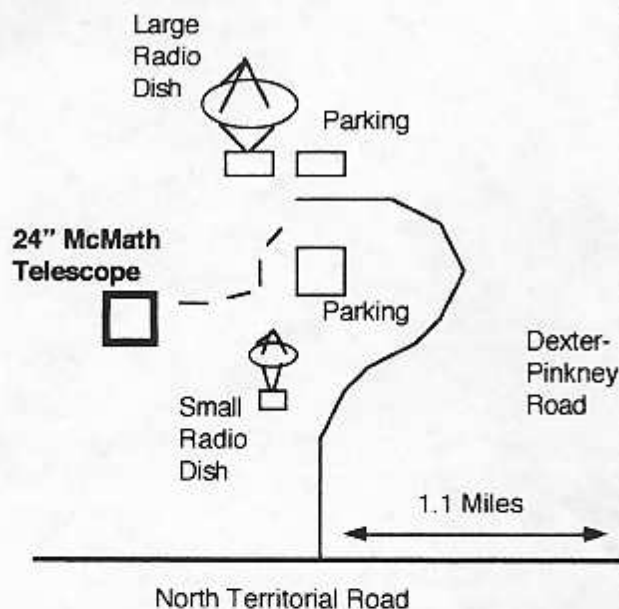 Large
Radio
Dish
Parking
24" McMath
Telescope
Parking
Dexter-
Pinkney
Road
Small
Radio
Dish
1.1 Miles
North Territorial Road